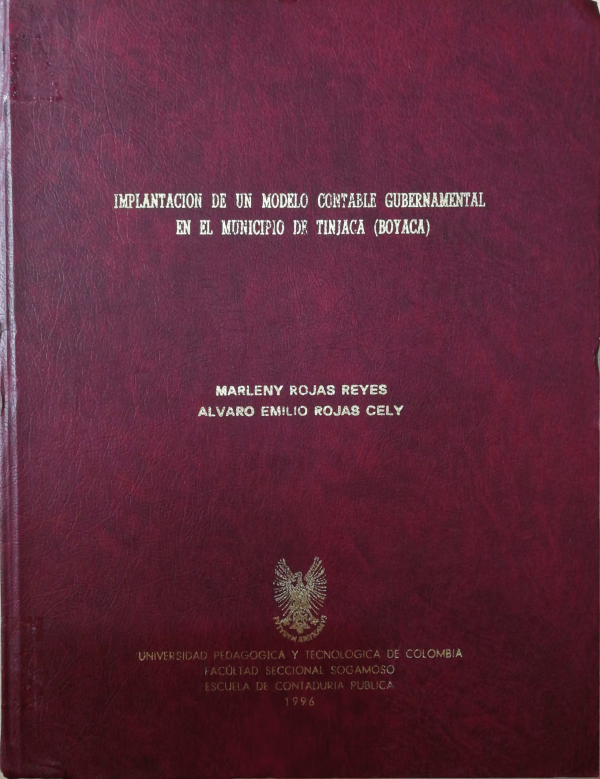 IMPLANTACION DE UN MODELO CONTABLE GUBERNAMENTAL
EN EL MUNICIPIO DE TINJACA (BOYACA)
MARLENY ROJAS REYES
ALVARO EMILIO ROJAS CELY
UNIVERSIDAD PEDAGOGICA Y TECNOLOGICA DE COLOMBIA
FACULTAD SECCIONAL SOGAMOSO
ESCUELA DE CONTADURIA PUBLICA
1996